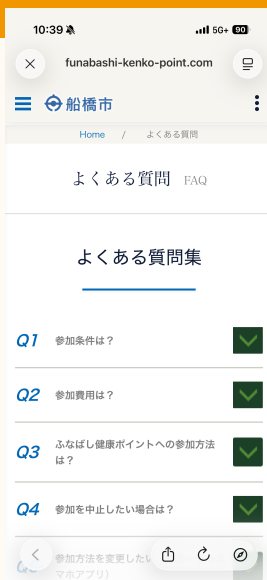 10:39
5G+ 90
funabashi-kenko-point.com
船橋市
Home / よくある質問
よくある質問 FAQ
よくある質問集
Q1 参加条件は？
Q2 参加費用は？
Q3 ふなばし健康ポイントへの参加方法
は？
Q4 参加を中止したい場合は？
参加方法を変更したい
マホアプリ）